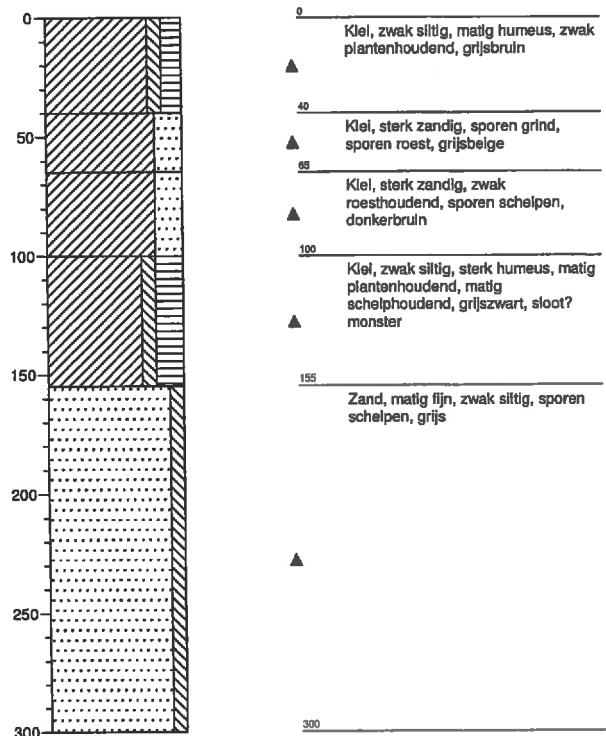 0
50
100
150
200
250
300
0
Klei, zwak siltig, matig humeus, zwak
plantenhoudend, grijsbruin
40
Klei, sterk zandig, sporen grind,
sporen roest, grijsbeige
65
Klei, sterk zandig, zwak
roesthoudend, sporen schelpen,
donkerbruin
100
Klei, zwak siltig, sterk humeus, matig
plantenhoudend, matig
schelphoudend, grijszwart, sloot?
monster
155
Zand, matig fijn, zwak siltig, sporen
schelpen, grijs
300